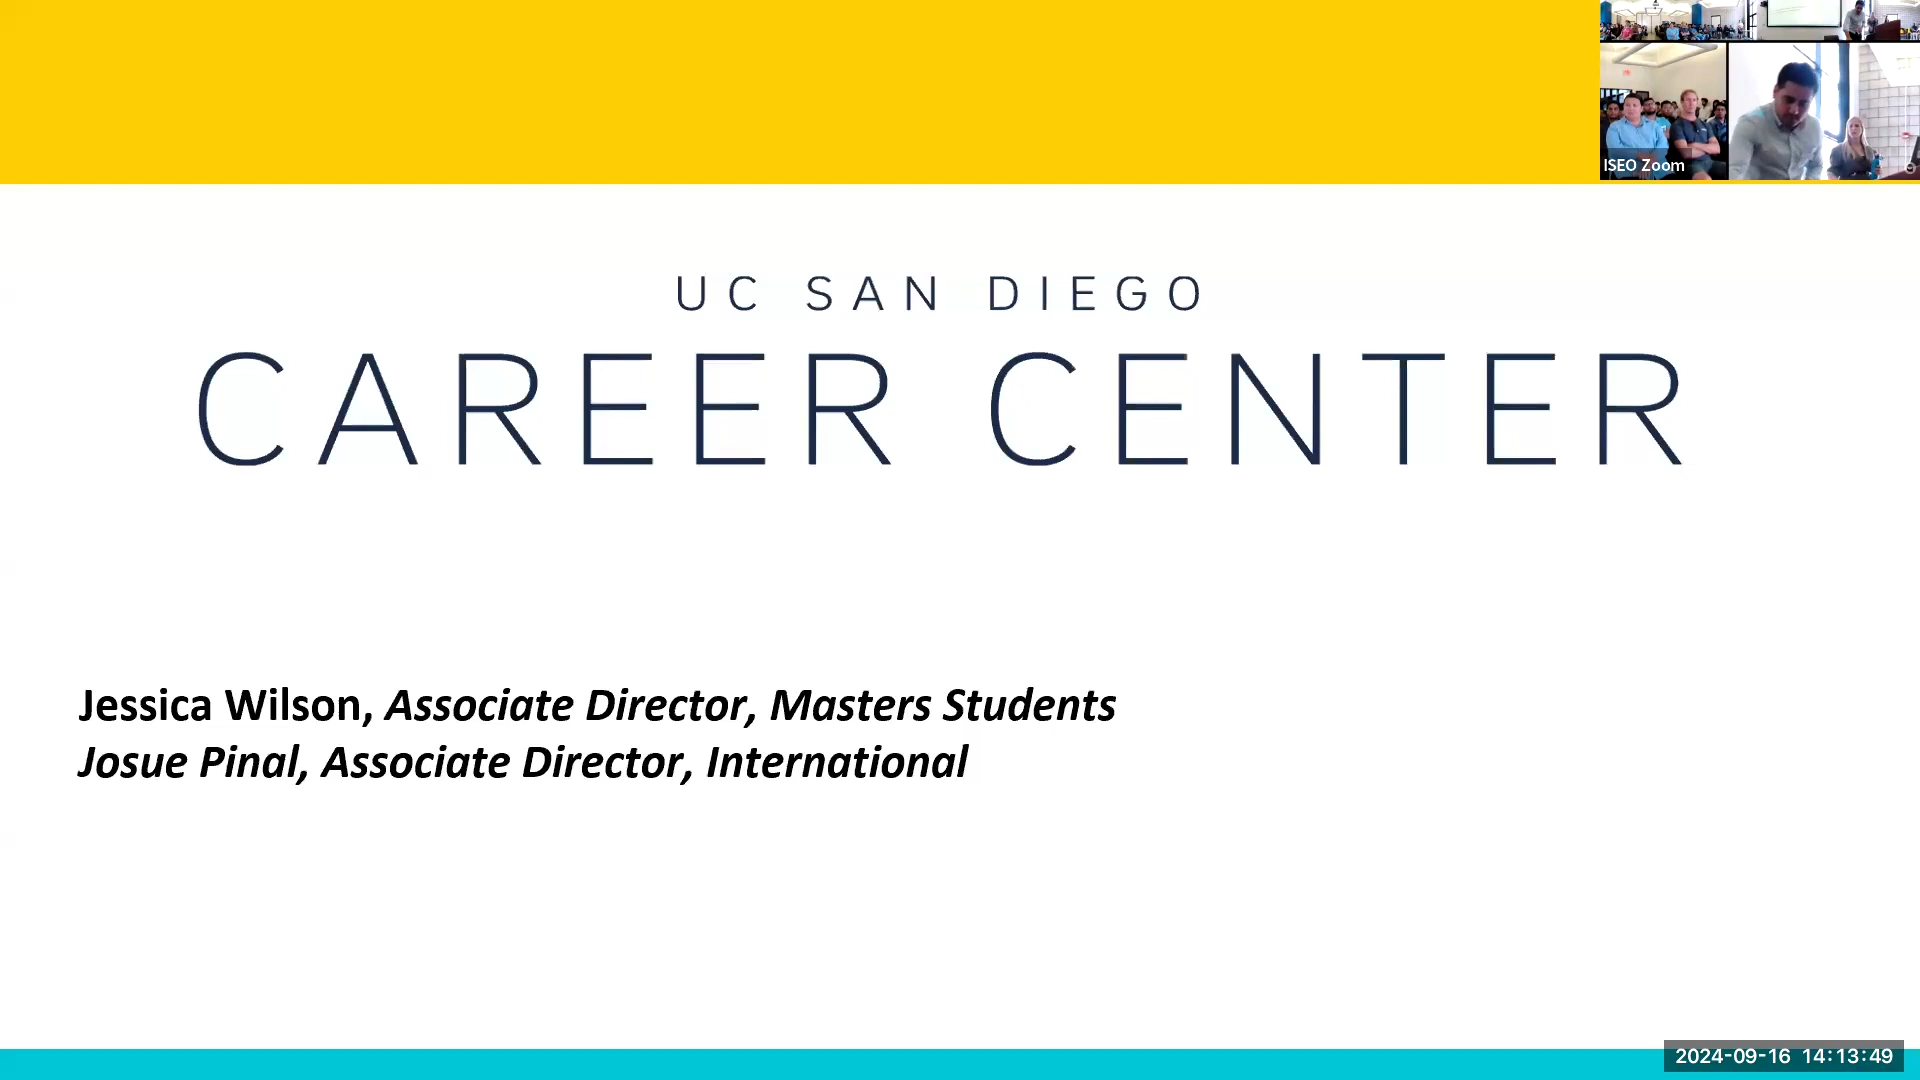 ISEO Zoom
UC SAN DIEGO
CAREER CENTER
Jessica Wilson, Associate Director, Masters Students
Josue Pinal, Associate Director, International
2024-09-16 14:13:49